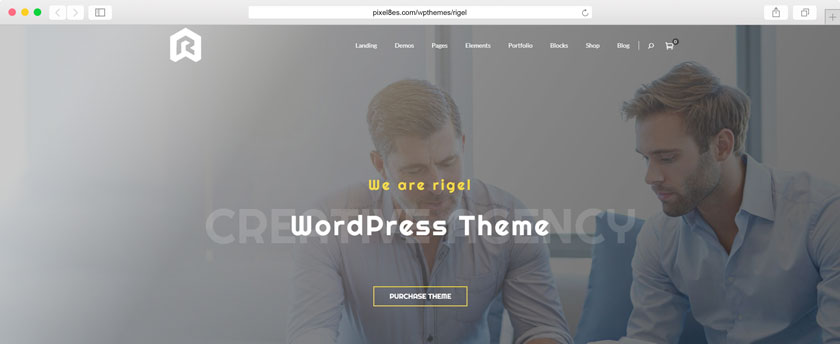 pixel8es.com/wpthemes/rigel
Landing Demos Pages Elements Portfolio Blocks Shop Blog 0
We are rigel
CREATIVE AGENCY
WordPress Theme
PURCHASE THEME